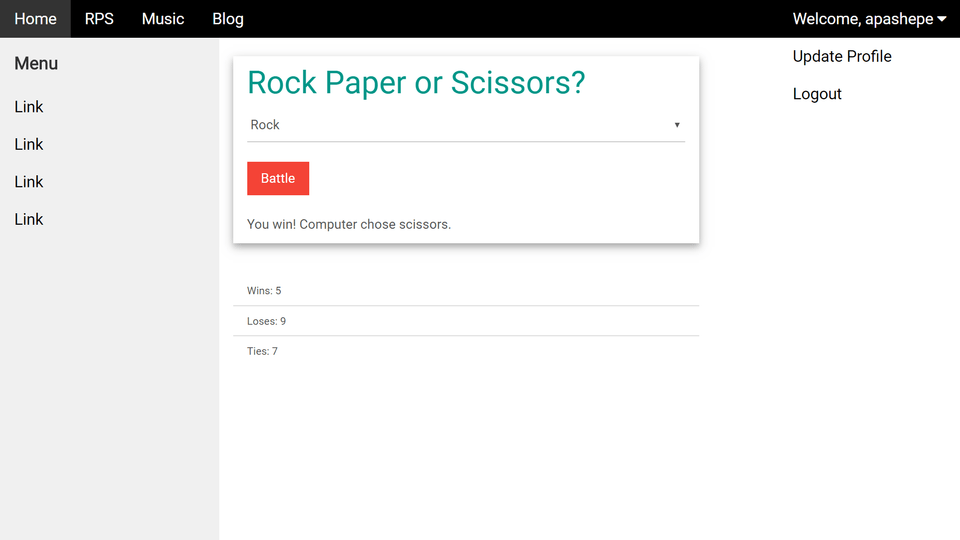 Home RPS Music Blog Welcome, apashepe
Update Profile
Logout
Menu
Link
Link
Link
Link
Rock Paper or Scissors?
Rock
Battle
You win! Computer chose scissors.
Wins: 5
Loses: 9
Ties: 7